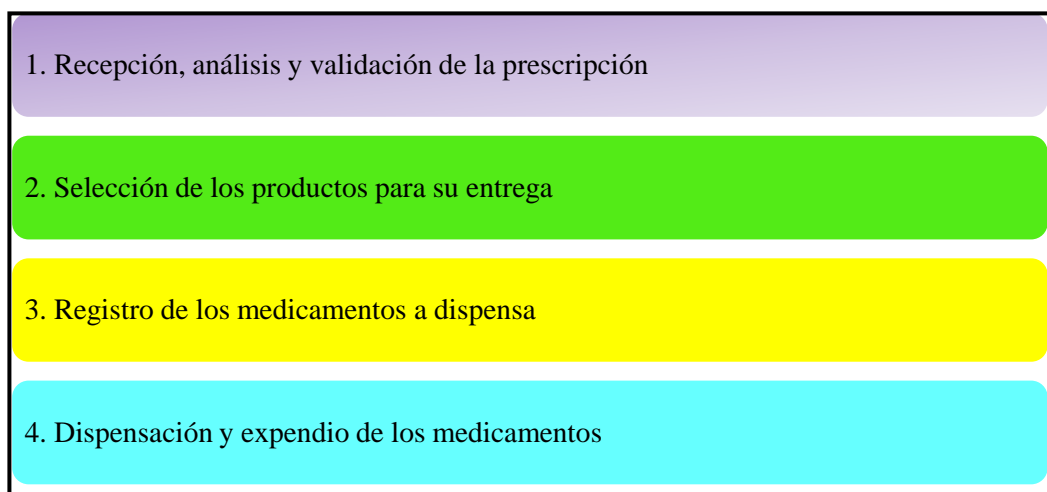 1. Recepción, análisis y validación de la prescripción
2. Selección de los productos para su entrega
3. Registro de los medicamentos a dispensa
4. Dispensación y expendio de los medicamentos